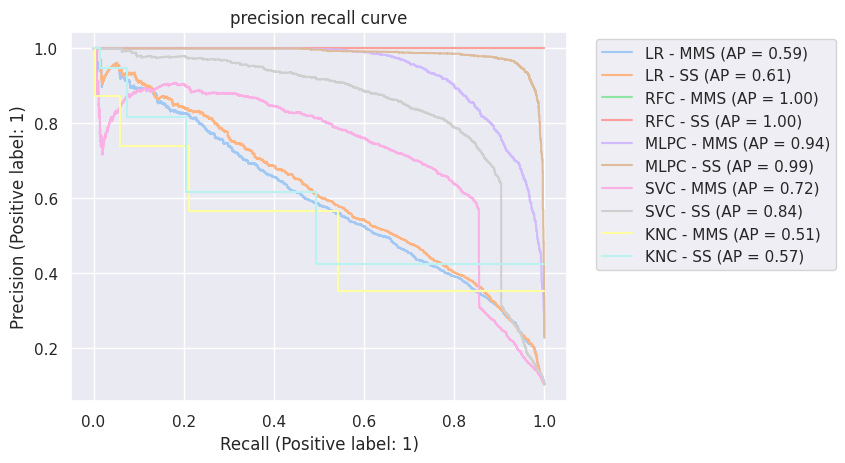 precision recall curve
1.0
0.8
0.6
0.4
0.2
Precision (Positive label: 1)
0.0
0.2
0.4
0.6
0.8
1.0
Recall (Positive label: 1)
LR - MMS (AP = 0.59)
LR - SS (AP = 0.61)
RFC - MMS (AP = 1.00)
RFC - SS (AP = 1.00)
MLPC - MMS (AP = 0.94)
MLPC - SS (AP = 0.99)
SVC - MMS (AP = 0.72)
SVC - SS (AP = 0.84)
KNC - MMS (AP = 0.51)
KNC - SS (AP = 0.57)